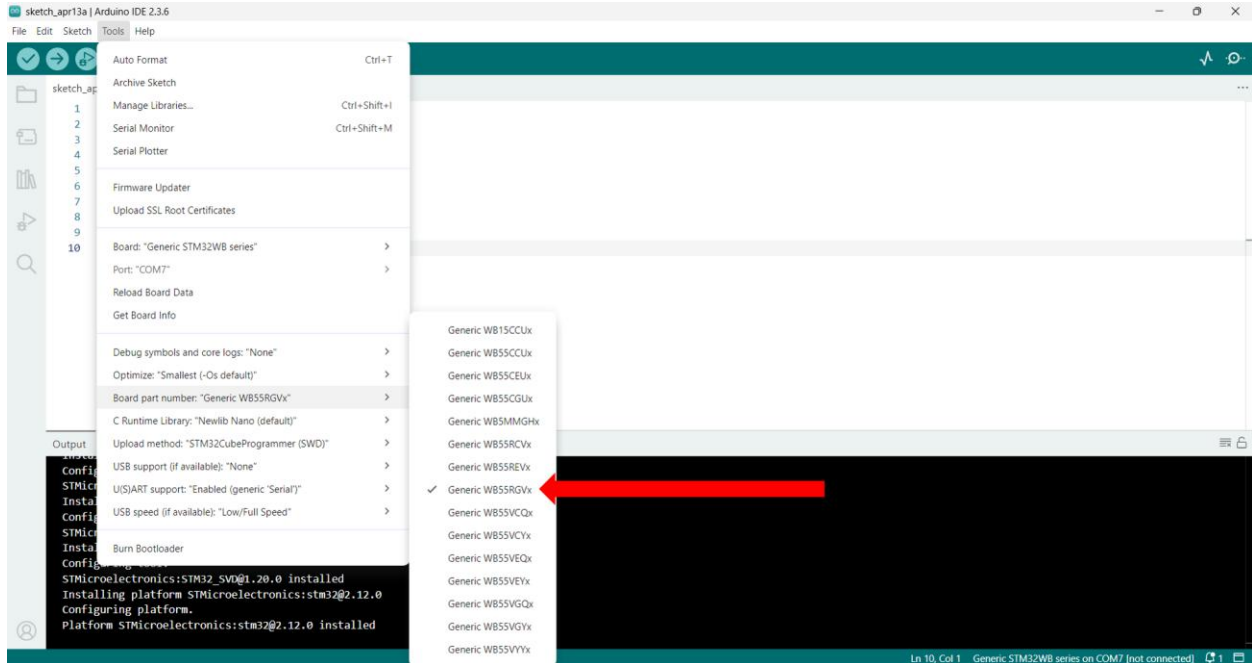 sketch_apr13a | Arduino IDE 2.3.6
File Edit Sketch Tools Help
sketch_ap
1
2
3
4
5
6
7
8
9
10
Auto Format Ctrl+T
Archive Sketch
Manage Libraries... Ctrl+Shift+I
Serial Monitor Ctrl+Shift+M
Serial Plotter
Firmware Updater
Upload SSL Root Certificates
Board: "Generic STM32WB series"
Port: "COM7"
Reload Board Data
Get Board Info
Debug symbols and core logs: "None"
Optimize: "Smallest (-Os default)"
Board part number: "Generic WB55RGVx"
C Runtime Library: "Newlib Nano (default)"
Upload method: "STM32CubeProgrammer (SWD)"
USB support (if available): "None"
U(S)ART support: "Enabled (generic 'Serial')"
USB speed (if available): "Low/Full Speed"
Burn Bootloader
Generic WB15CCUx
Generic WB55CCUx
Generic WB55CEUx
Generic WB55CGUx
Generic WB5MMGHx
Generic WB55RCVx
Generic WB55REVx
Generic WB55RGVx
Generic WB55VCQx
Generic WB55VCYx
Generic WB55VEQx
Generic WB55VEYx
Generic WB55VGQx
Generic WB55VGYx
Generic WB55VYYx
Output
Config
STMicr
Instal
Config
STMicr
Instal
STMicroelectronics:STM32_SVD@1.20.0 installed
Installing platform STMicroelectronics:stm32@2.12.0
Configuring platform.
Platform STMicroelectronics:stm32@2.12.0 installed
Ln 10, Col 1 Generic STM32WB series on COM7 [not connected] 1